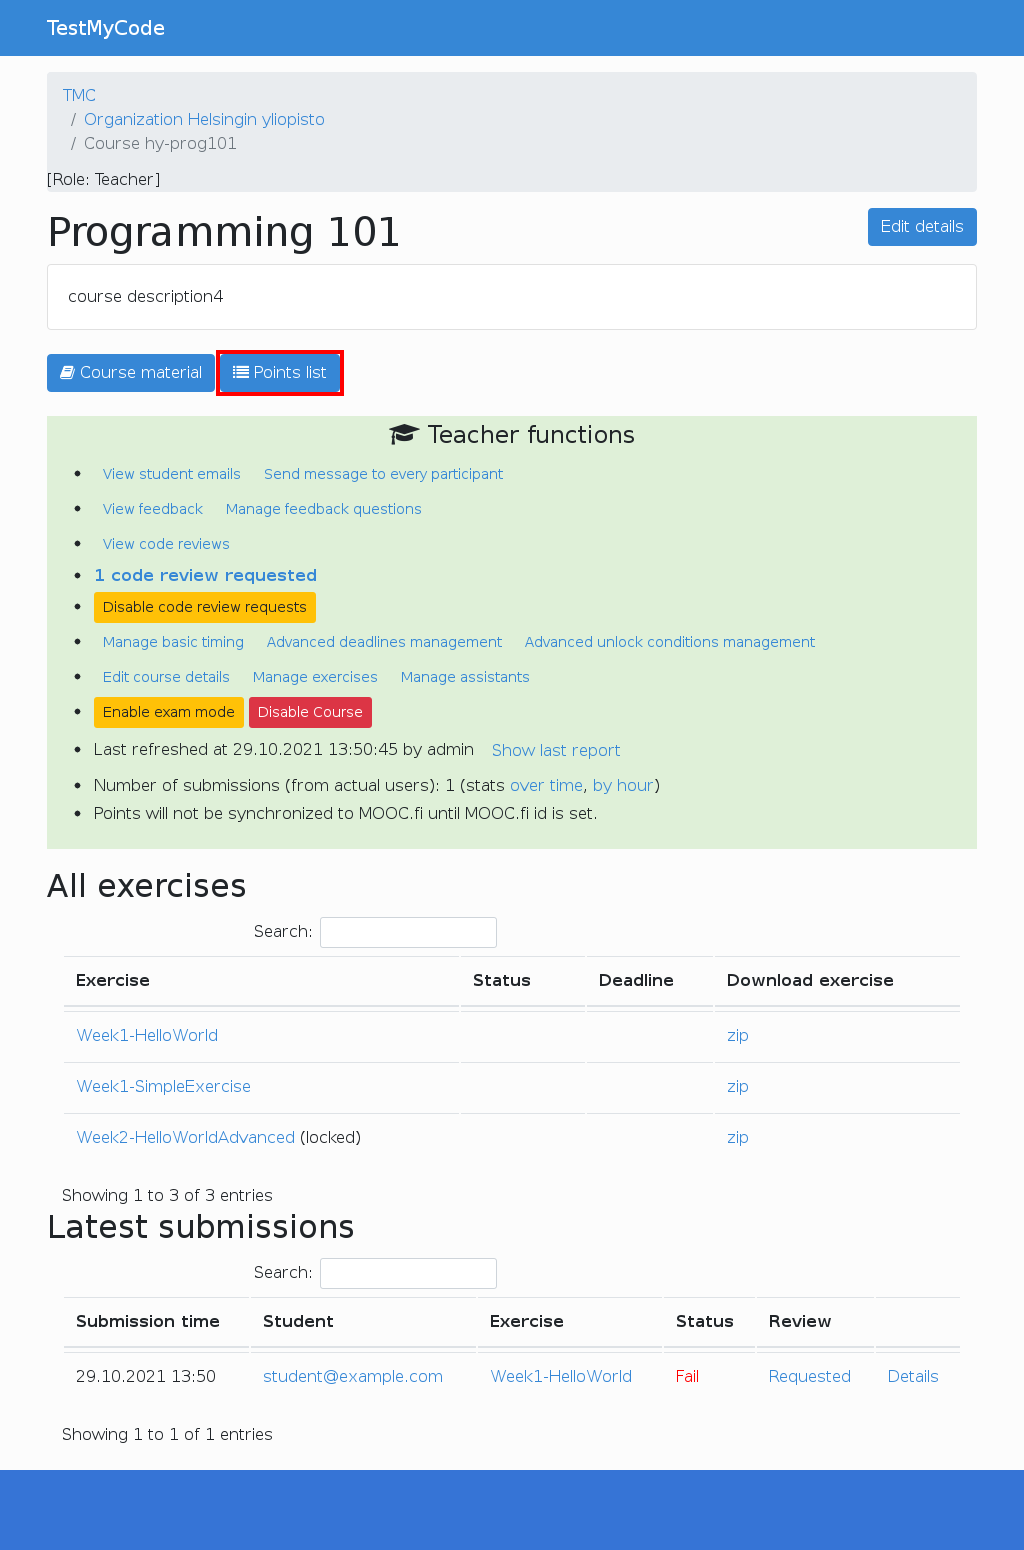 TestMyCode
TMC
/ Organization Helsingin yliopisto
/ Course hy-prog101
[Role: Teacher]
Programming 101
Edit details
course description4
Course material Points list
Teacher functions
• View student emails Send message to every participant
• View feedback Manage feedback questions
• View code reviews
• 1 code review requested
• Disable code review requests
• Manage basic timing Advanced deadlines management Advanced unlock conditions management
• Edit course details Manage exercises Manage assistants
• Enable exam mode Disable Course
• Last refreshed at 29.10.2021 13:50:45 by admin Show last report
• Number of submissions (from actual users): 1 (stats over time, by hour)
• Points will not be synchronized to MOOC.fi until MOOC.fi id is set.
All exercises
Search:
Exercise Status Deadline Download exercise
Week1-HelloWorld zip
Week1-SimpleExercise zip
Week2-HelloWorldAdvanced (locked) zip
Showing 1 to 3 of 3 entries
Latest submissions
Search:
Submission time Student Exercise Status Review
29.10.2021 13:50 student@example.com Week1-HelloWorld Fail Requested Details
Showing 1 to 1 of 1 entries